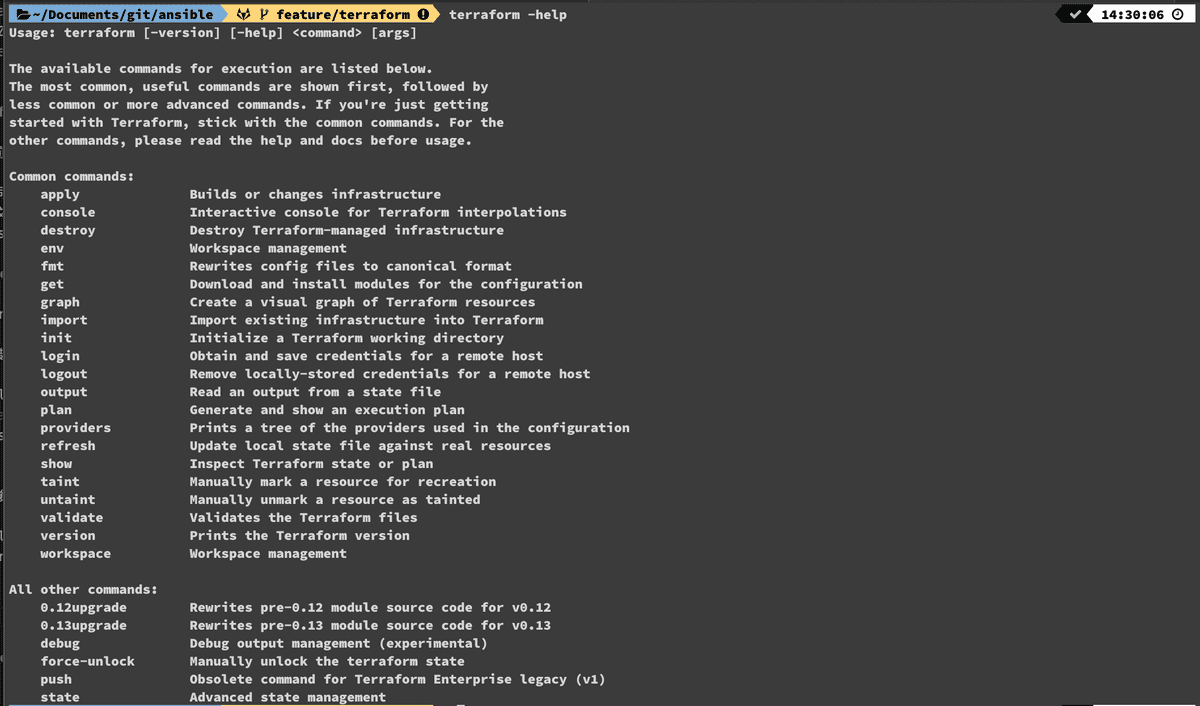 ~/Documents/git/ansible feature/terraform terraform -help 14:30:06
Usage: terraform [-version] [-help] <command> [args]
The available commands for execution are listed below.
The most common, useful commands are shown first, followed by
less common or more advanced commands. If you're just getting
started with Terraform, stick with the common commands. For the
other commands, please read the help and docs before usage.
Common commands:
apply Builds or changes infrastructure
console Interactive console for Terraform interpolations
destroy Destroy Terraform-managed infrastructure
env Workspace management
fmt Rewrites config files to canonical format
get Download and install modules for the configuration
graph Create a visual graph of Terraform resources
import Import existing infrastructure into Terraform
init Initialize a Terraform working directory
login Obtain and save credentials for a remote host
logout Remove locally-stored credentials for a remote host
output Read an output from a state file
plan Generate and show an execution plan
providers Prints a tree of the providers used in the configuration
refresh Update local state file against real resources
show Inspect Terraform state or plan
taint Manually mark a resource for recreation
untaint Manually unmark a resource as tainted
validate Validates the Terraform files
version Prints the Terraform version
workspace Workspace management
All other commands:
0.12upgrade Rewrites pre-0.12 module source code for v0.12
0.13upgrade Rewrites pre-0.13 module source code for v0.13
debug Debug output management (experimental)
force-unlock Manually unlock the terraform state
push Obsolete command for Terraform Enterprise legacy (v1)
state Advanced state management